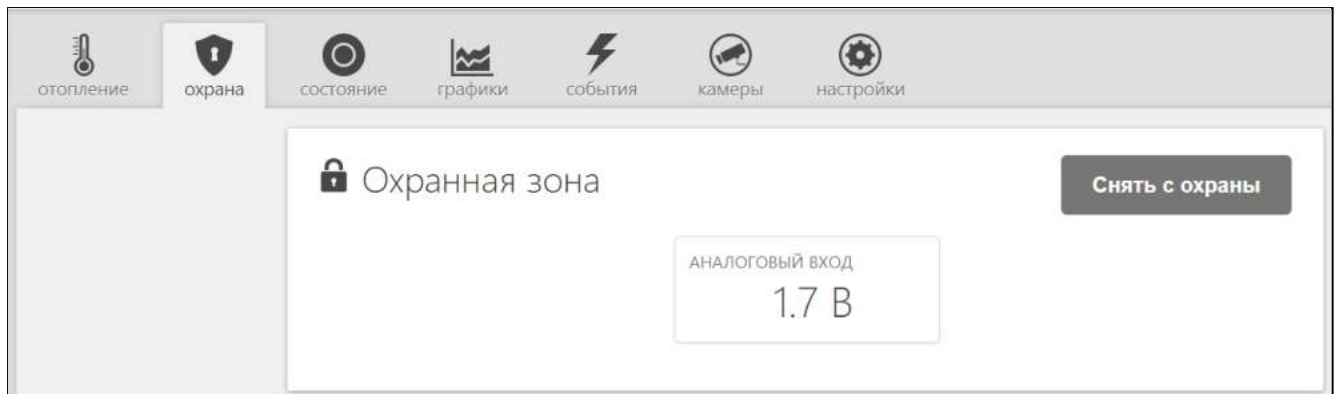 отопление охрана состояние графики события камеры настройки
Охранная зона
Снять с охраны
АНАЛОГОВЫЙ ВХОД
1.7 В